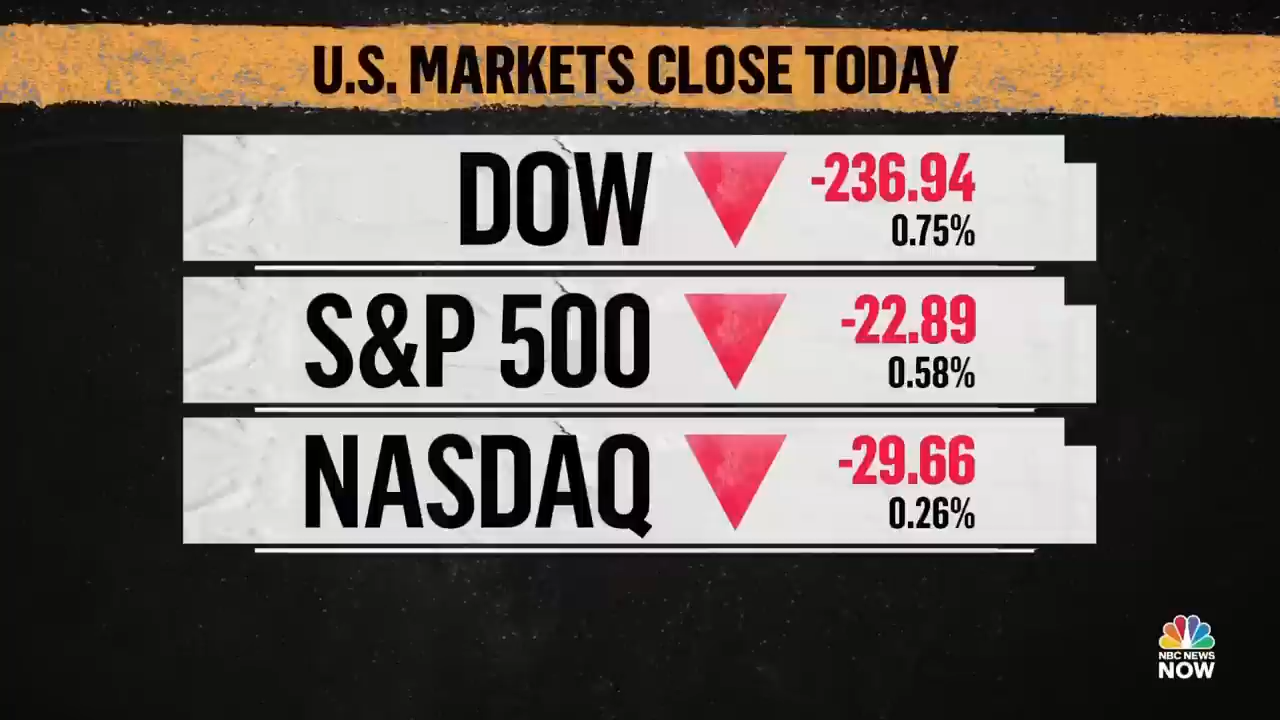 U.S. MARKETS CLOSE TODAY
DOW
-236.94
0.75%
S&P 500
-22.89
0.58%
NASDAQ
-29.66
0.26%
NBC NEWS
NOW